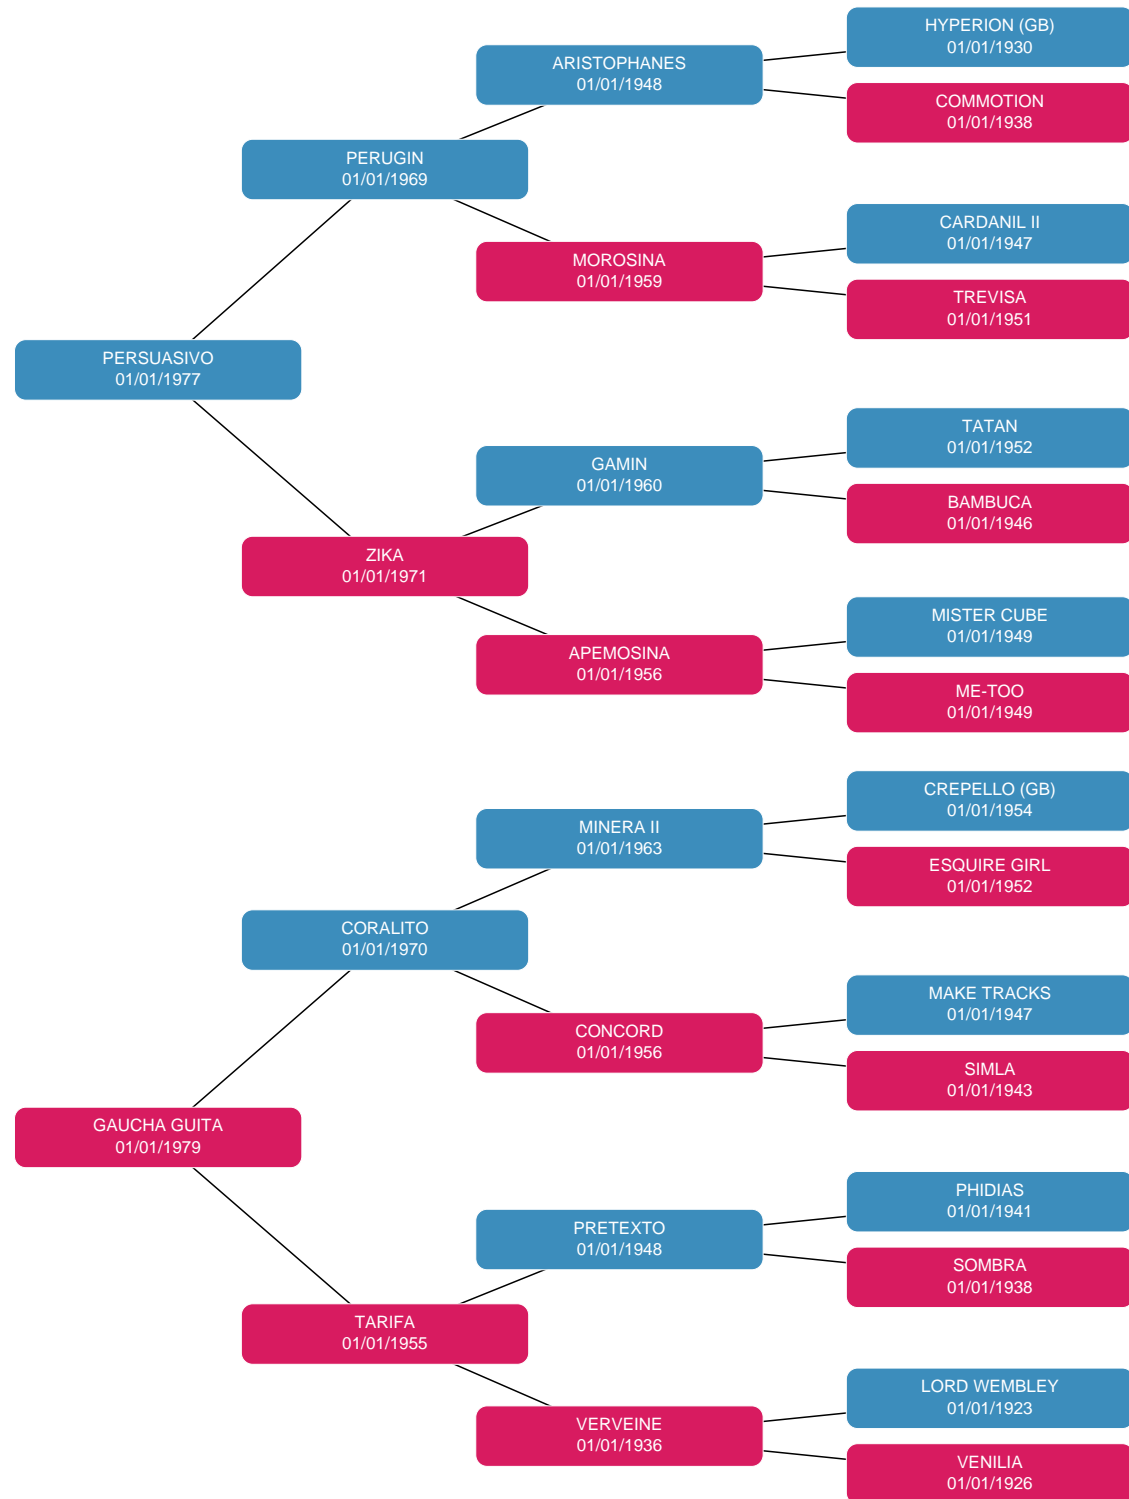 HYPERION (GB)
01/01/1930
ARISTOPHANES
01/01/1948
COMMOTION
01/01/1938
PERUGIN
01/01/1969
CARDANIL II
01/01/1947
MOROSINA
01/01/1959
TREVISA
01/01/1951
PERSUASIVO
01/01/1977
TATAN
01/01/1952
GAMIN
01/01/1960
BAMBUCA
01/01/1946
ZIKA
01/01/1971
MISTER CUBE
01/01/1949
APEMOSINA
01/01/1956
ME-TOO
01/01/1949
CREPELLO (GB)
01/01/1954
MINERA II
01/01/1963
ESQUIRE GIRL
01/01/1952
CORALITO
01/01/1970
MAKE TRACKS
01/01/1947
CONCORD
01/01/1956
SIMLA
01/01/1943
GAUCHA GUITA
01/01/1979
PHIDIAS
01/01/1941
PRETEXTO
01/01/1948
SOMBRA
01/01/1938
TARIFA
01/01/1955
LORD WEMBLEY
01/01/1923
VERVEINE
01/01/1936
VENILIA
01/01/1926